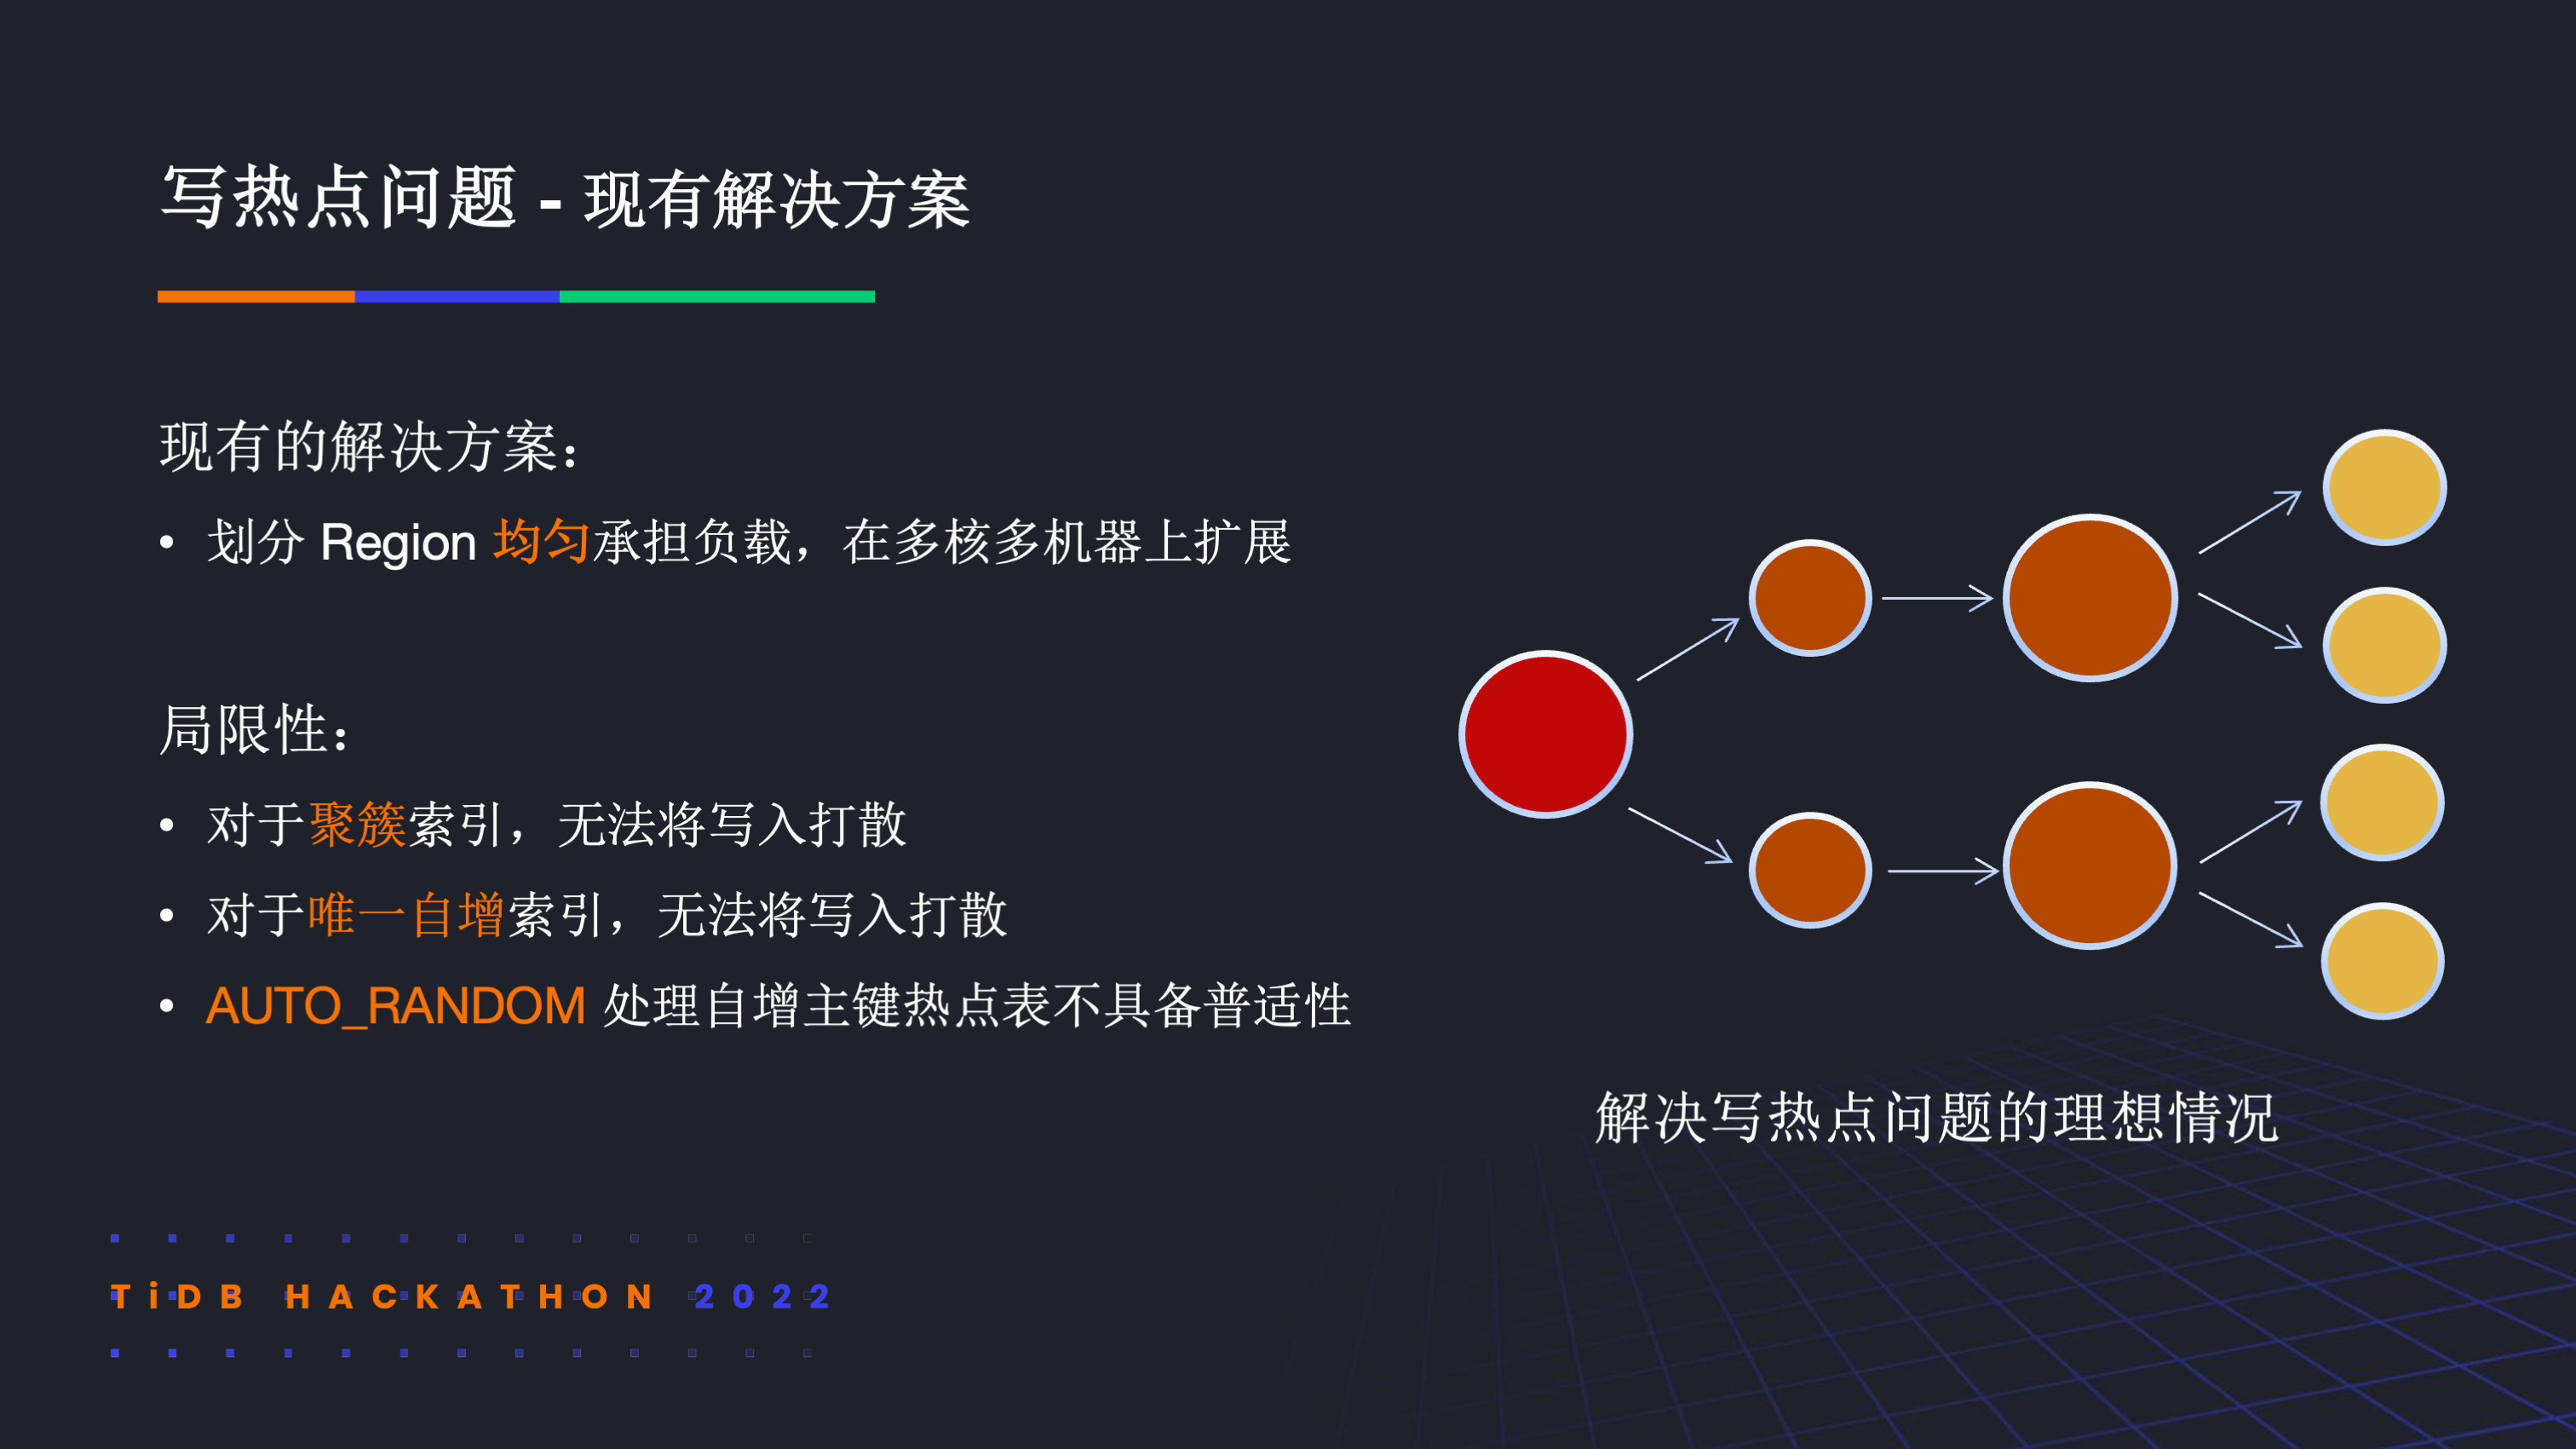 写热点问题 - 现有解决方案
现有的解决方案：
• 划分 Region 均匀承担负载，在多核多机器上扩展
局限性：
• 对于聚簇索引，无法将写入打散
• 对于唯一自增索引，无法将写入打散
• AUTO_RANDOM 处理自增主键热点表不具备普适性
解决写热点问题的理想情况
TiDB HACKATHON 2022